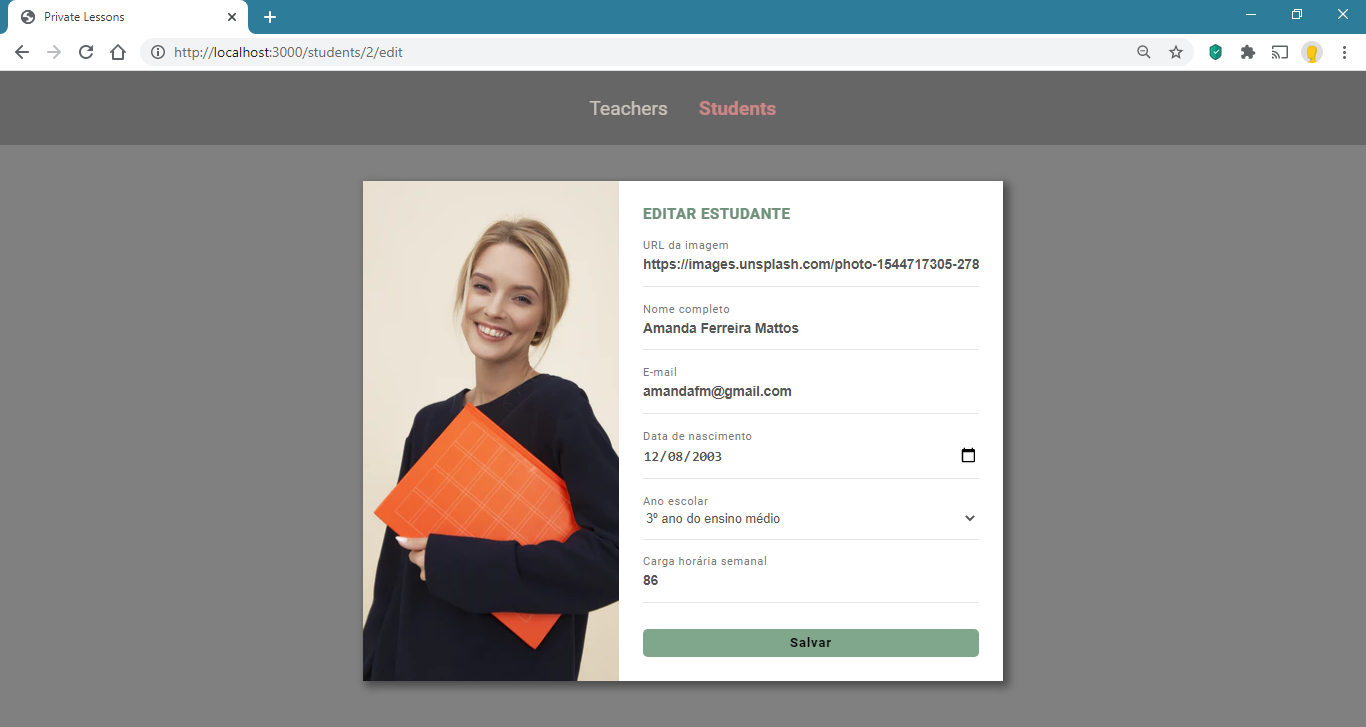 Private Lessons
http://localhost:3000/students/2/edit
Teachers Students
EDITAR ESTUDANTE
URL da imagem
https://images.unsplash.com/photo-1544717305-278
Nome completo
Amanda Ferreira Mattos
E-mail
amandafm@gmail.com
Data de nascimento
12/08/2003
Ano escolar
3º ano do ensino médio
Carga horária semanal
86
Salvar